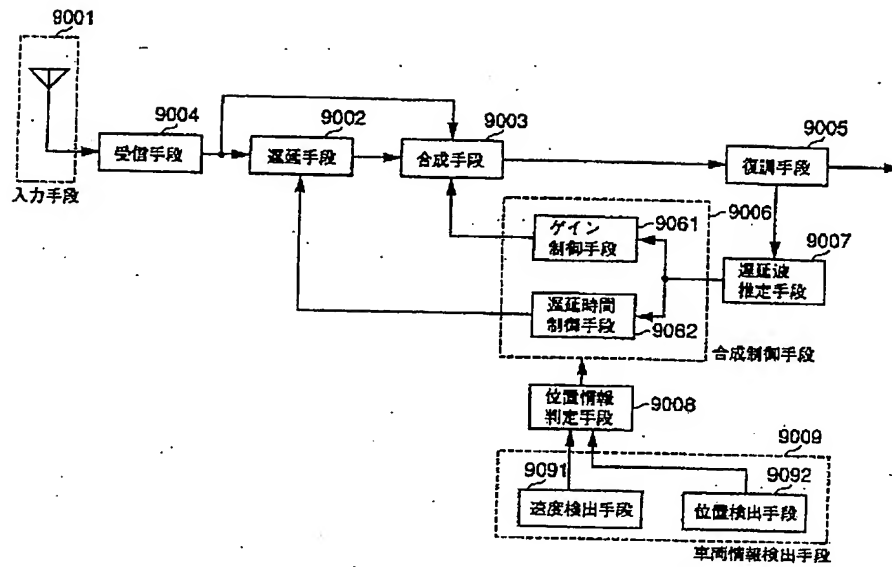 9001
9004
9002
9003
9005
受信手段
遅延手段
合成手段
復調手段
入力手段
9006
9061
ゲイン
制御手段
9007
遅延波
推定手段
遅延時間
制御手段
9062
合成制御手段
位置情報
判定手段
9008
9009
9091
速度検出手段
9092
位置検出手段
車両情報検出手段